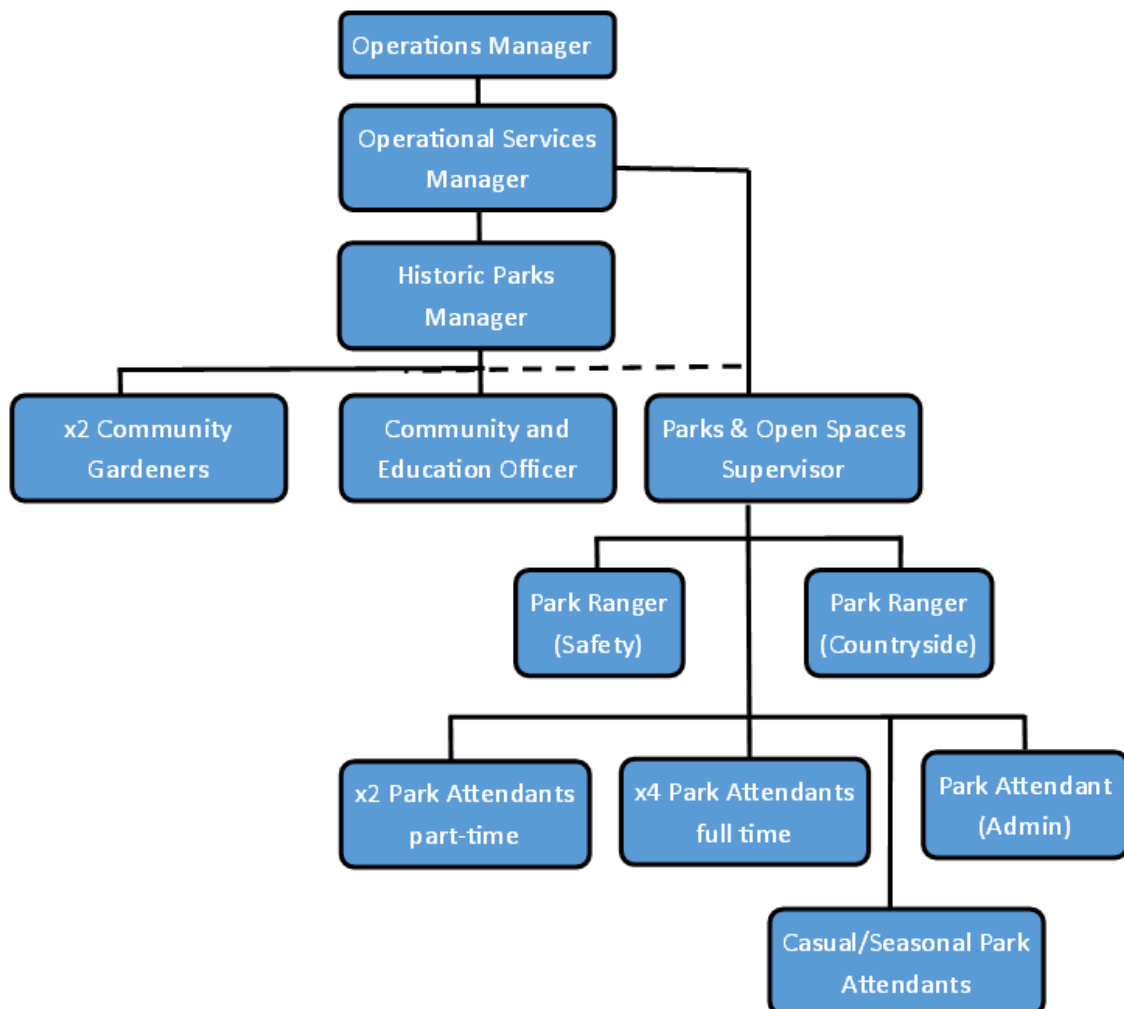 Operations Manager
Operational Services
Manager
Historic Parks
Manager
x2 Community
Gardeners
Community and
Education Officer
Parks & Open Spaces
Supervisor
Park Ranger
(Safety)
Park Ranger
(Countryside)
x2 Park Attendants
part-time
x4 Park Attendants
full time
Park Attendant
(Admin)
Casual/Seasonal Park
Attendants